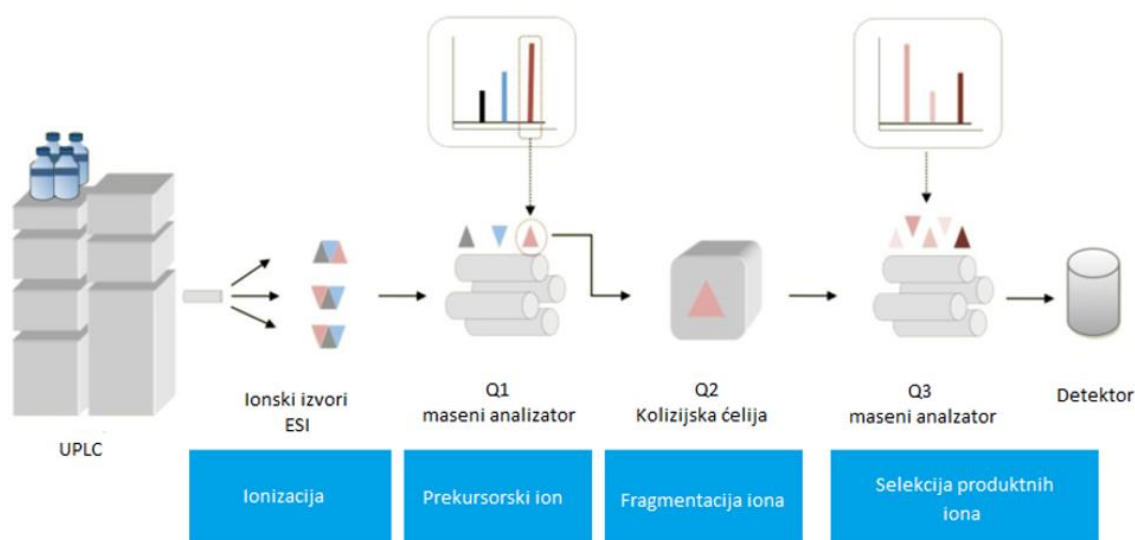 UPLC
Ionski izvori
ESI
Q1
maseni analizator
Q2
Kolizijska ćelija
Q3
maseni analzator
Detektor
Ionizacija
Prekursorski ion
Fragmentacija iona
Selekcija produktnih
iona